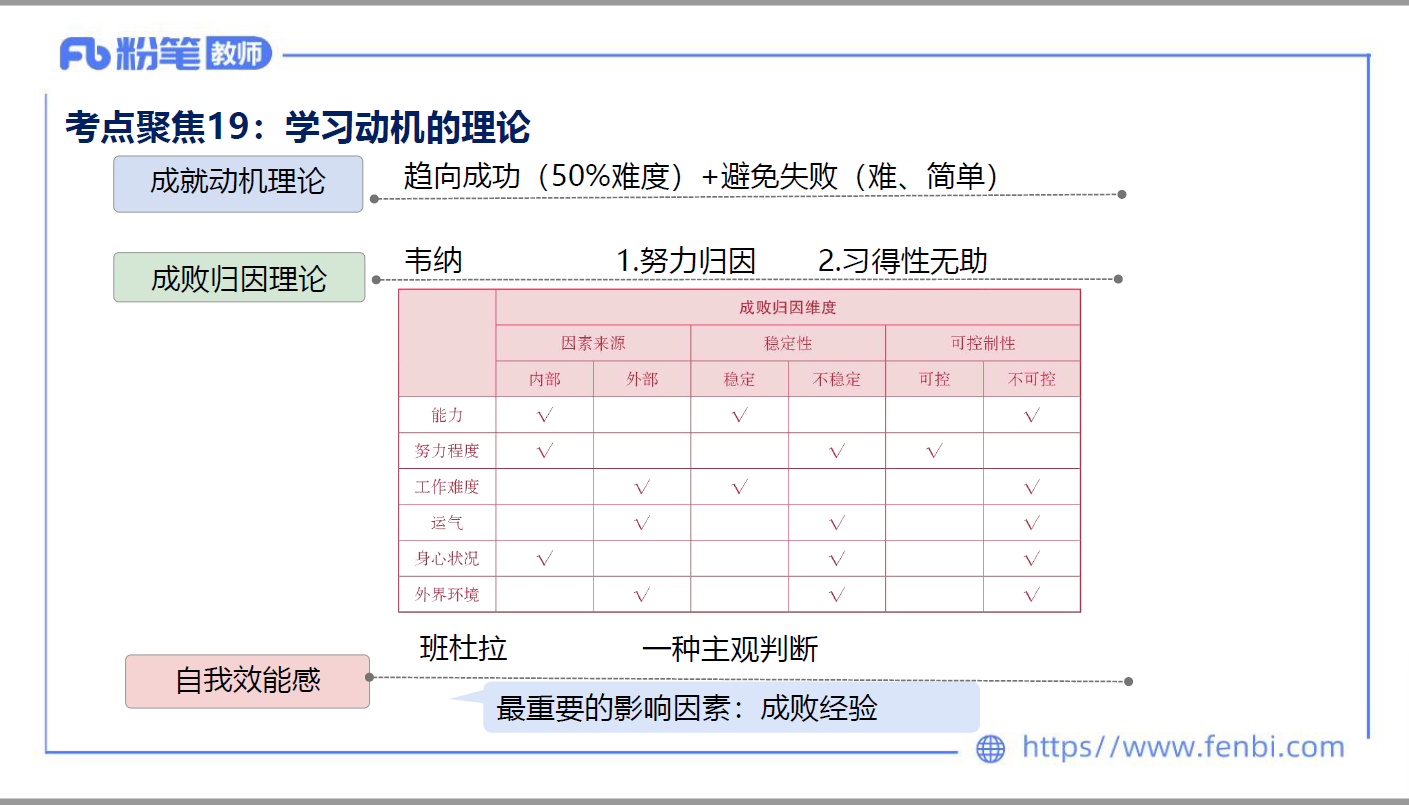 粉笔教师
考点聚焦19：学习动机的理论
成就动机理论
趋向成功（50%难度）+避免失败（难、简单）
成败归因理论
韦纳 1.努力归因 2.习得性无助
成败归因维度
因素来源 稳定性 可控制性
内部 外部 稳定 不稳定 可控 不可控
能力 √ √ √
努力程度 √ √ √
工作难度 √ √ √
运气 √ √ √
身心状况 √ √ √
外界环境 √ √ √
自我效能感
班杜拉 一种主观判断
最重要的影响因素：成败经验
https//www.fenbi.com